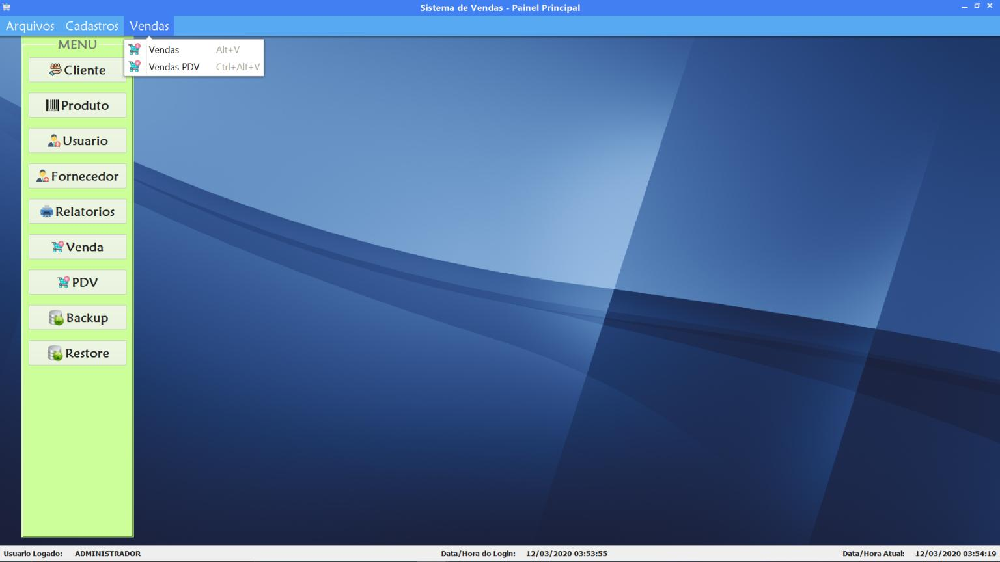 Sistema de Vendas - Painel Principal
Arquivos Cadastros Vendas
Vendas Alt+V
Vendas PDV Ctrl+Alt+V
MENU
Cliente
Produto
Usuario
Fornecedor
Relatorios
Venda
PDV
Backup
Restore
Usuario Logado: ADMINISTRADOR Data/Hora do Login: 12/03/2020 03:53:55 Data/Hora Atual: 12/03/2020 03:54:19